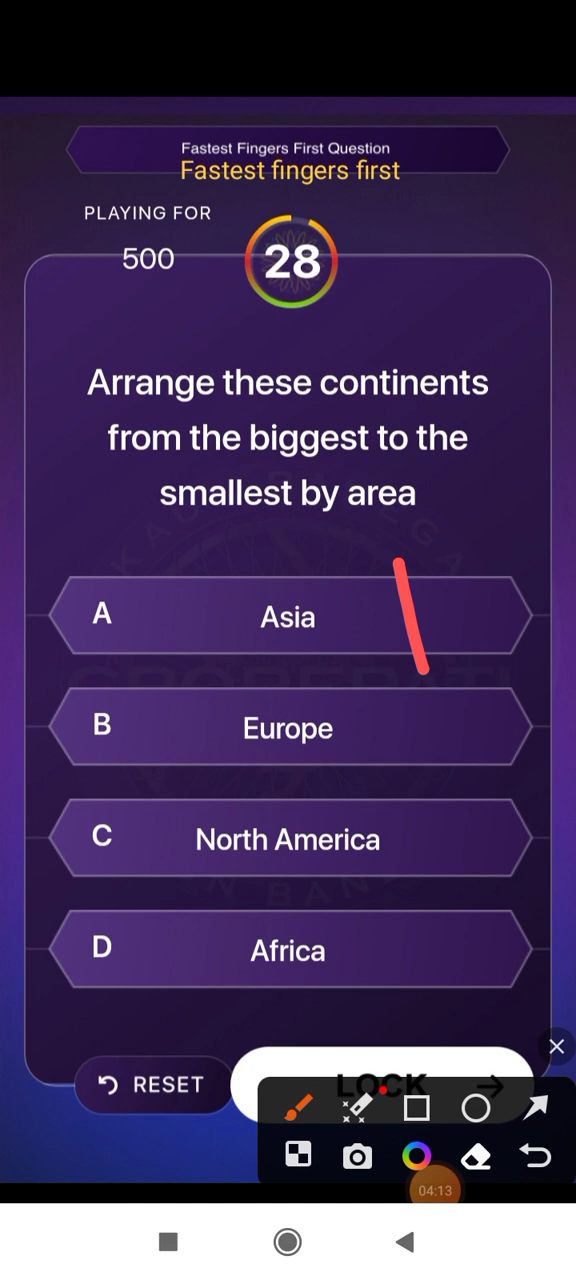 Fastest Fingers First Question
Fastest fingers first
PLAYING FOR
500
28
Arrange these continents
from the biggest to the
smallest by area
A Asia
B Europe
C North America
D Africa
RESET
LOCK
04:13